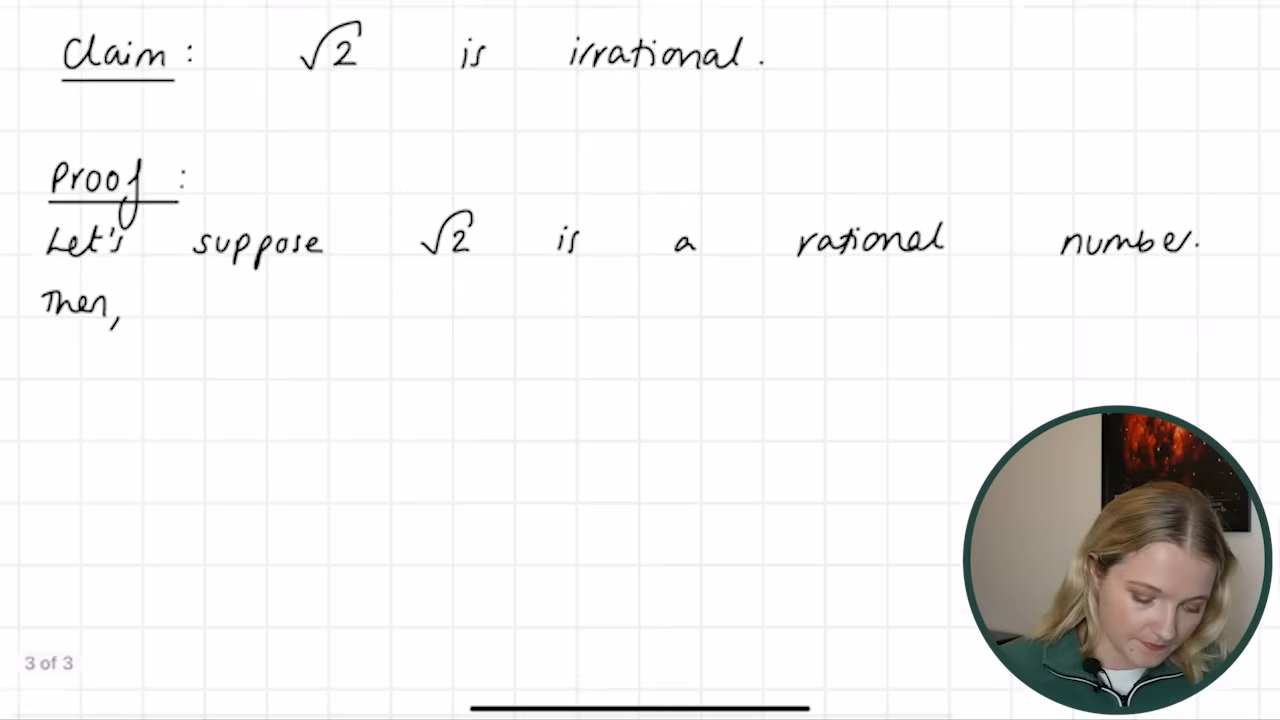 Claim: √2 is irrational.
Proof:
Let's suppose √2 is a rational number.
Then,
3 of 3